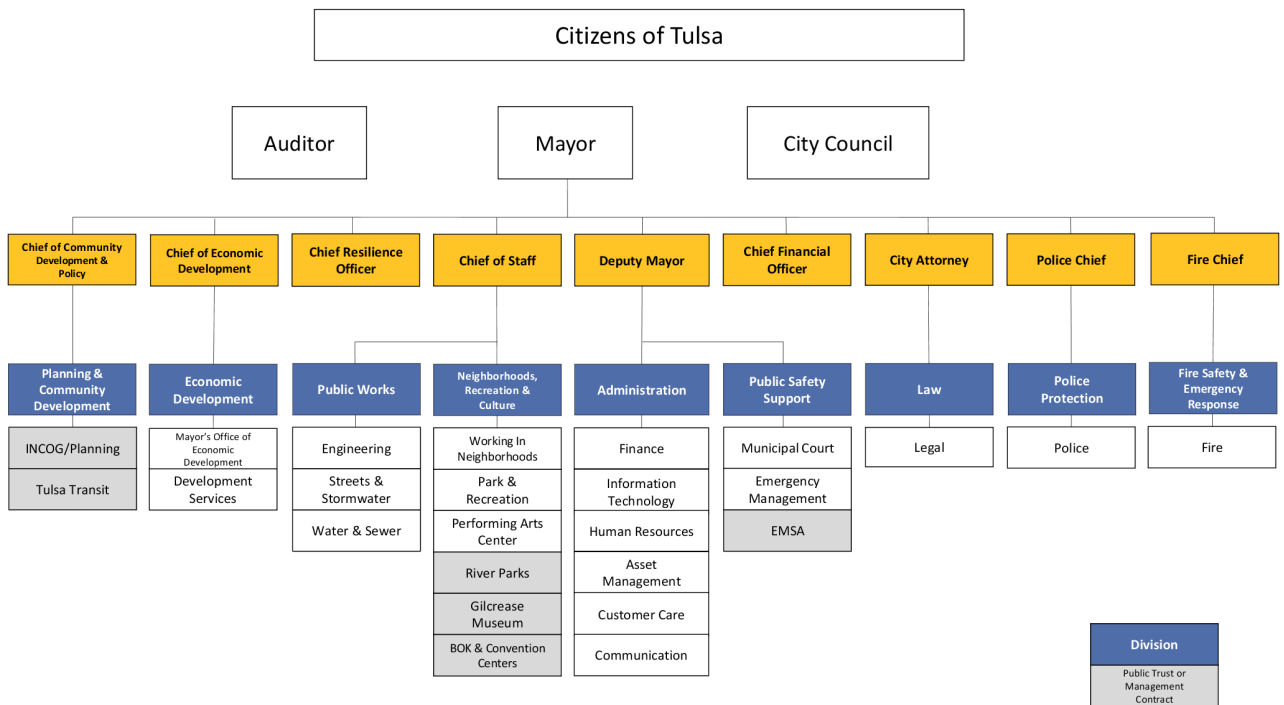 Citizens of Tulsa
Auditor
Mayor
City Council
Chief of Community
Development &
Policy
Chief of Economic
Development
Chief Resilience
Officer
Chief of Staff
Deputy Mayor
Chief Financial
Officer
City Attorney
Police Chief
Fire Chief
Planning &
Community
Development
Economic
Development
Public Works
Neighborhoods,
Recreation &
Culture
Administration
Public Safety
Support
Law
Police
Protection
Fire Safety &
Emergency
Response
INCOG/Planning
Tulsa Transit
Mayor's Office of
Economic
Development
Development
Services
Engineering
Streets &
Stormwater
Water & Sewer
Working In
Neighborhoods
Park &
Recreation
Performing Arts
Center
River Parks
Gilcrease
Museum
BOK & Convention
Centers
Finance
Information
Technology
Human Resources
Asset
Management
Customer Care
Communication
Municipal Court
Emergency
Management
EMSA
Legal
Police
Fire
Division
Public Trust or
Management
Contract